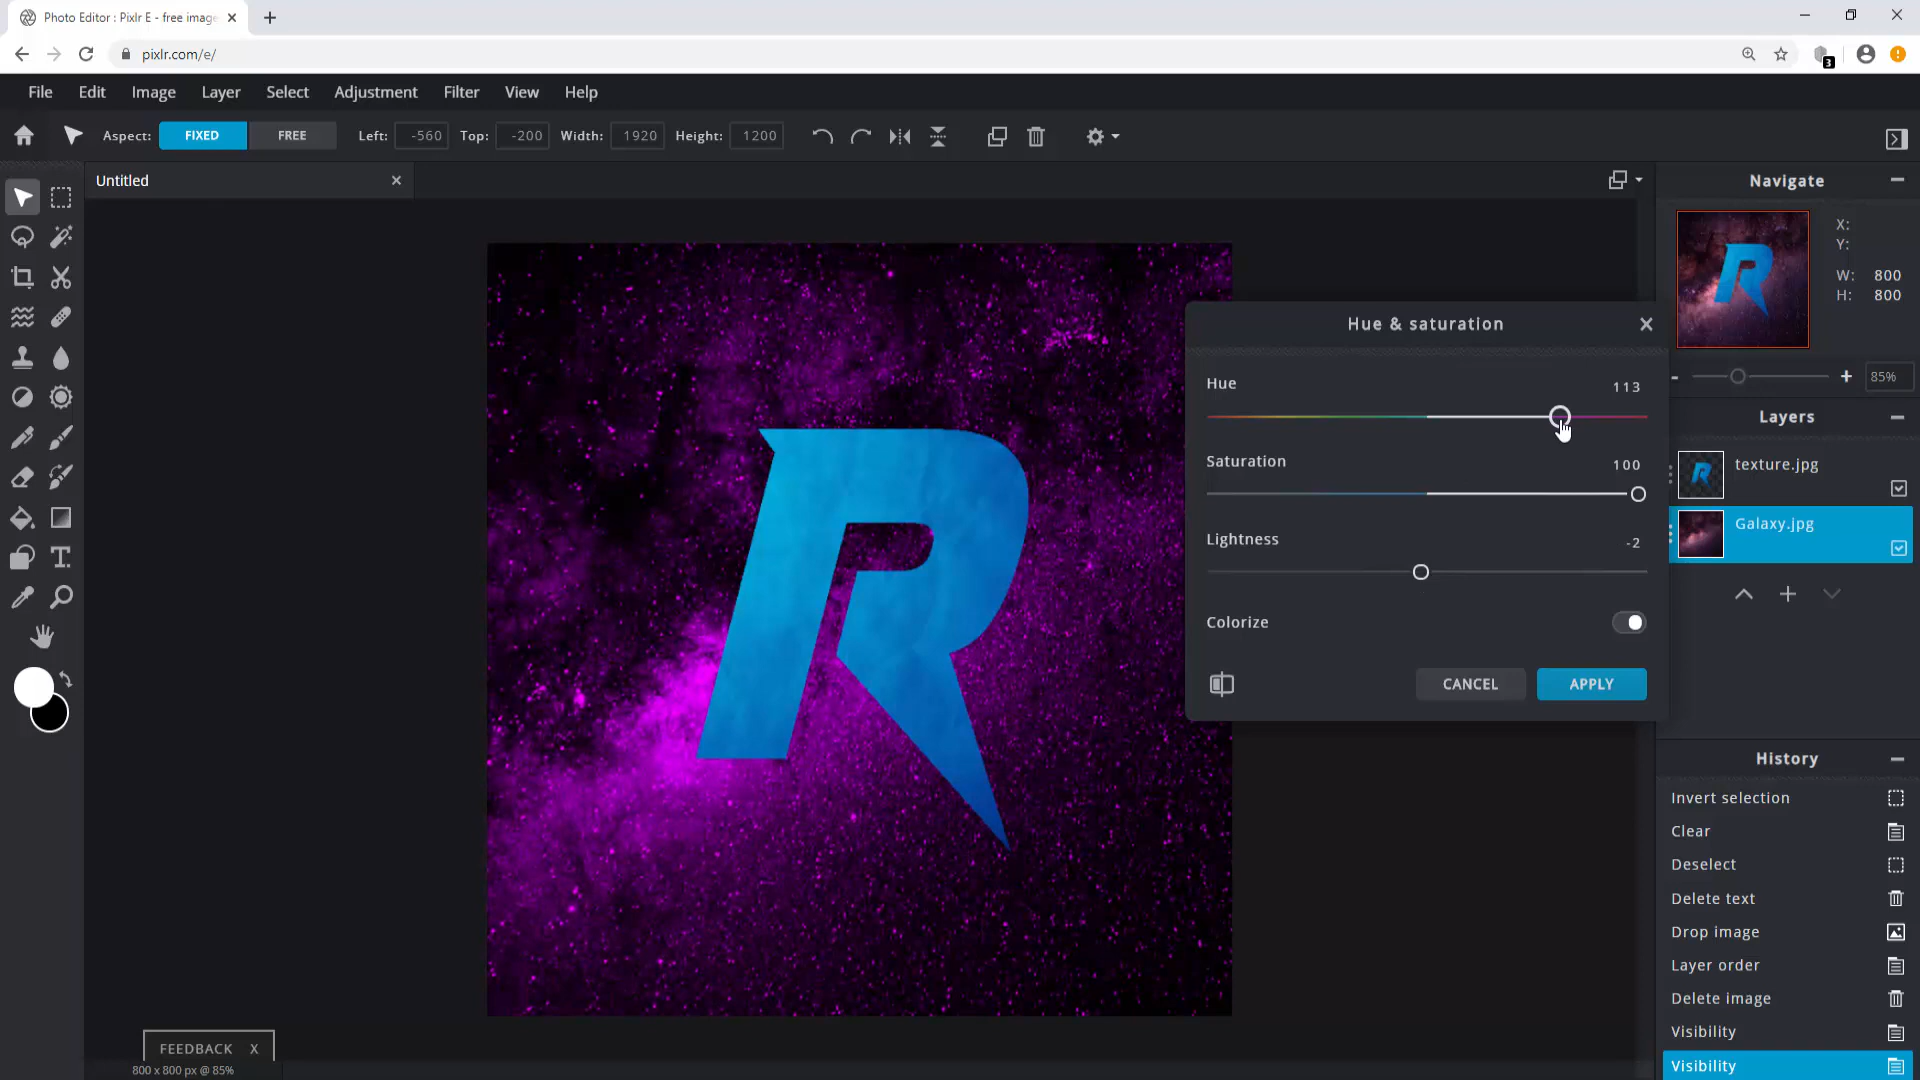 Photo Editor : Pixlr E - free image
pixlr.com/e/
3
File Edit Image Layer Select Adjustment Filter View Help
Aspect: FIXED FREE Left: -560 Top: -200 Width: 1920 Height: 1200
Untitled
Navigate
X:
Y:
W: 800
H: 800
85%
Layers
texture.jpg
Galaxy.jpg
R
Hue & saturation
Hue 113
Saturation 100
Lightness -2
Colorize
CANCEL APPLY
History
Invert selection
Clear
Deselect
Delete text
Drop image
Layer order
Delete image
Visibility
Visibility
FEEDBACK X
800 x 800 px @ 85%